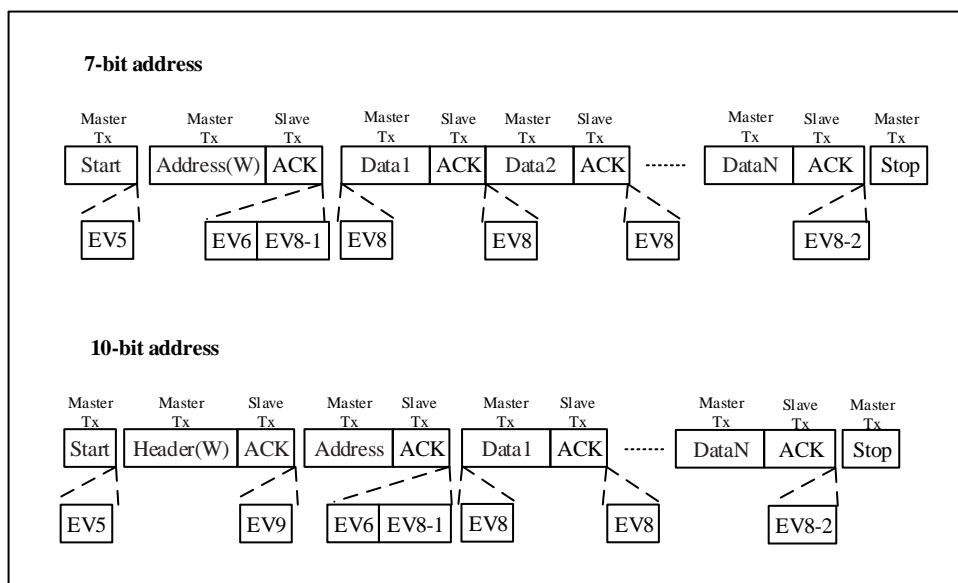 7-bit address
Master Master Slave Master Slave Master Slave Master Slave Master
Tx Tx Tx Tx Tx Tx Tx Tx Tx Tx
Start Address(W) ACK Data1 ACK Data2 ACK DataN ACK Stop
EV5 EV6 EV8-1 EV8 EV8 EV8 EV8-2
10-bit address
Master Master Slave Master Slave Master Slave Master Slave Master
Tx Tx Tx Tx Tx Tx Tx Tx Tx Tx
Start Header(W) ACK Address ACK Data1 ACK DataN ACK Stop
EV5 EV9 EV6 EV8-1 EV8 EV8 EV8-2